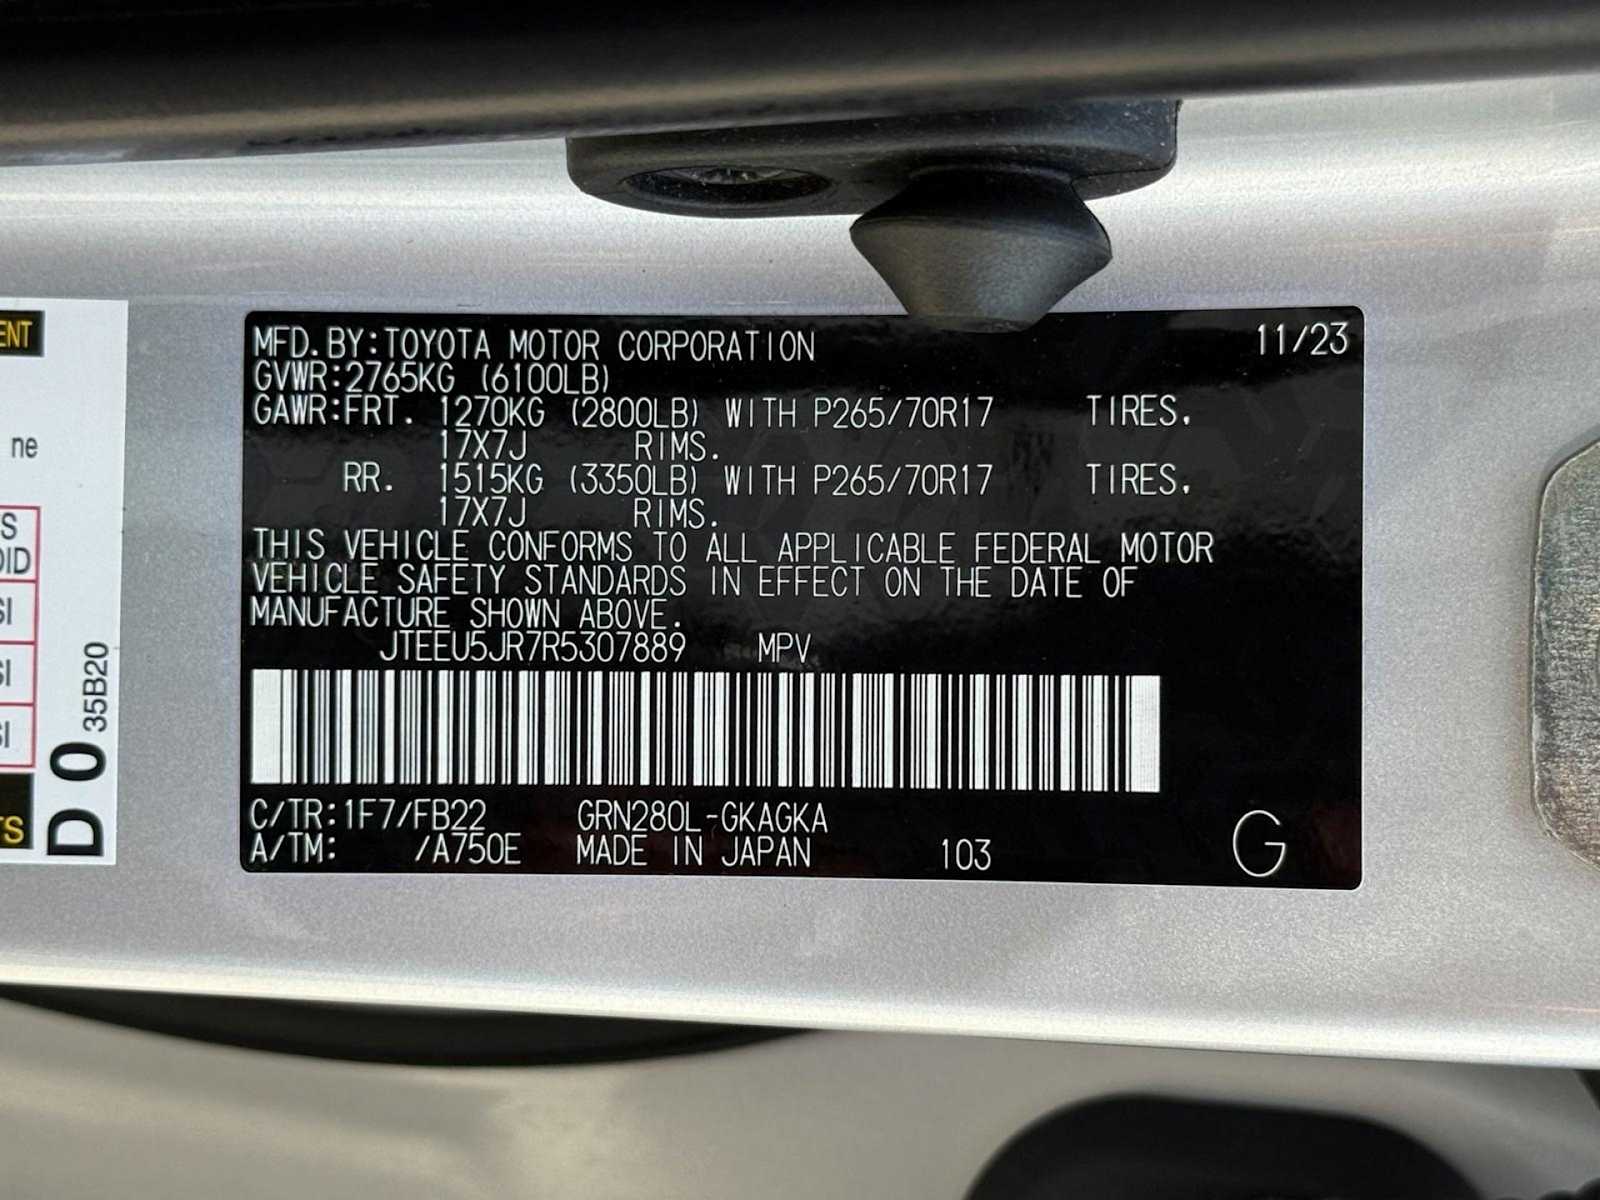 MFD.BY:TOYOTA MOTOR CORPORATION 11/23
GVWR:2765KG (6100LB)
GAWR:FRT. 1270KG (2800LB) WITH P265/70R17 TIRES.
17X7J RIMS.
RR. 1515KG (3350LB) WITH P265/70R17 TIRES.
17X7J RIMS.
THIS VEHICLE CONFORMS TO ALL APPLICABLE FEDERAL MOTOR
VEHICLE SAFETY STANDARDS IN EFFECT ON THE DATE OF
MANUFACTURE SHOWN ABOVE.
JTEEU5JR7R5307889 MPV
C/TR:1F7/FB22 GRN280L-GKAGKA
A/TM: /A750E MADE IN JAPAN 103 G
ENT
ne
S
OID
SI
SI
SI
TS
D0 35B20